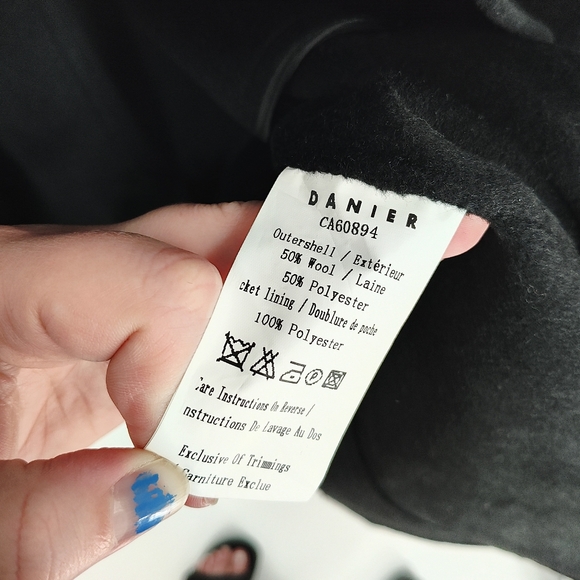 DANIER
CA60894
Outershell / Extérieur
50% Wool / Laine
50% Polyester
cket lining / Doublure de poche
100% Polyester
P
are Instructions On Reverse /
nstructions De Lavage Au Dos
Exclusive Of Trimmings
Garniture Exclue